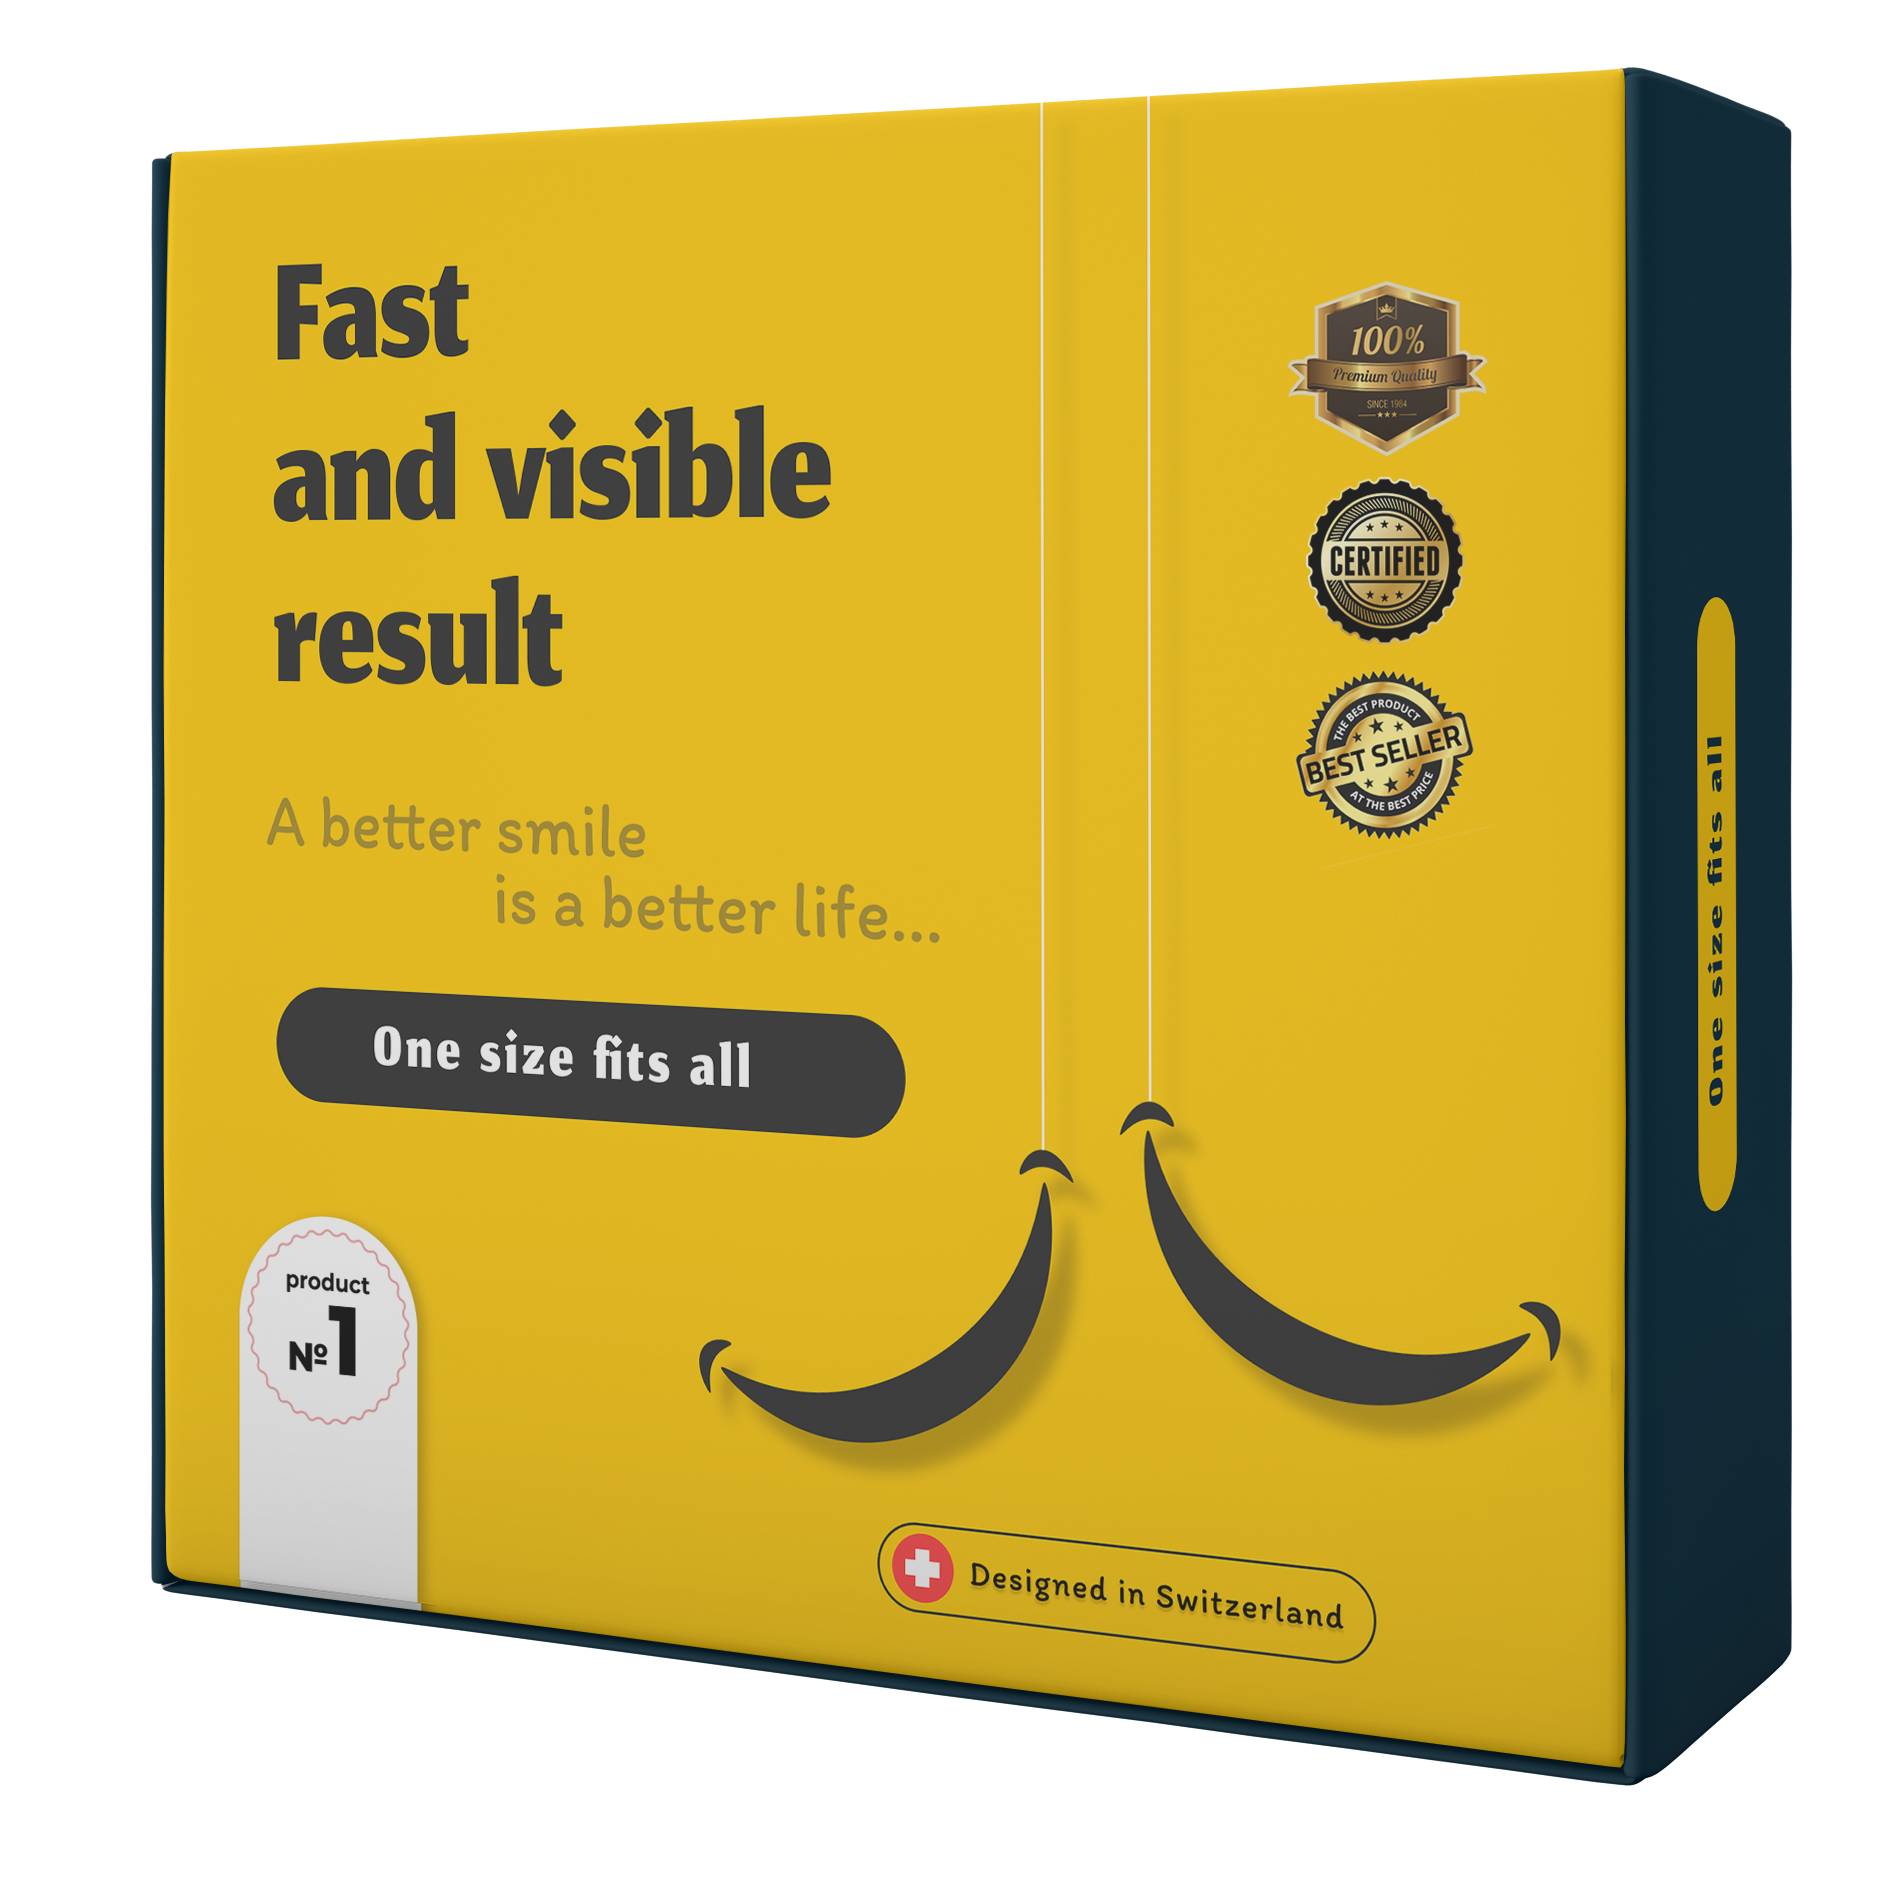 Fast
and visible
result
A better smile
is a better life...
One size fits all
product
Nº1
100%
Premium Quality
SINCE 1984
CERTIFIED
THE BEST PRODUCT
BEST SELLER
AT THE BEST PRICE
Designed in Switzerland
One size fits all